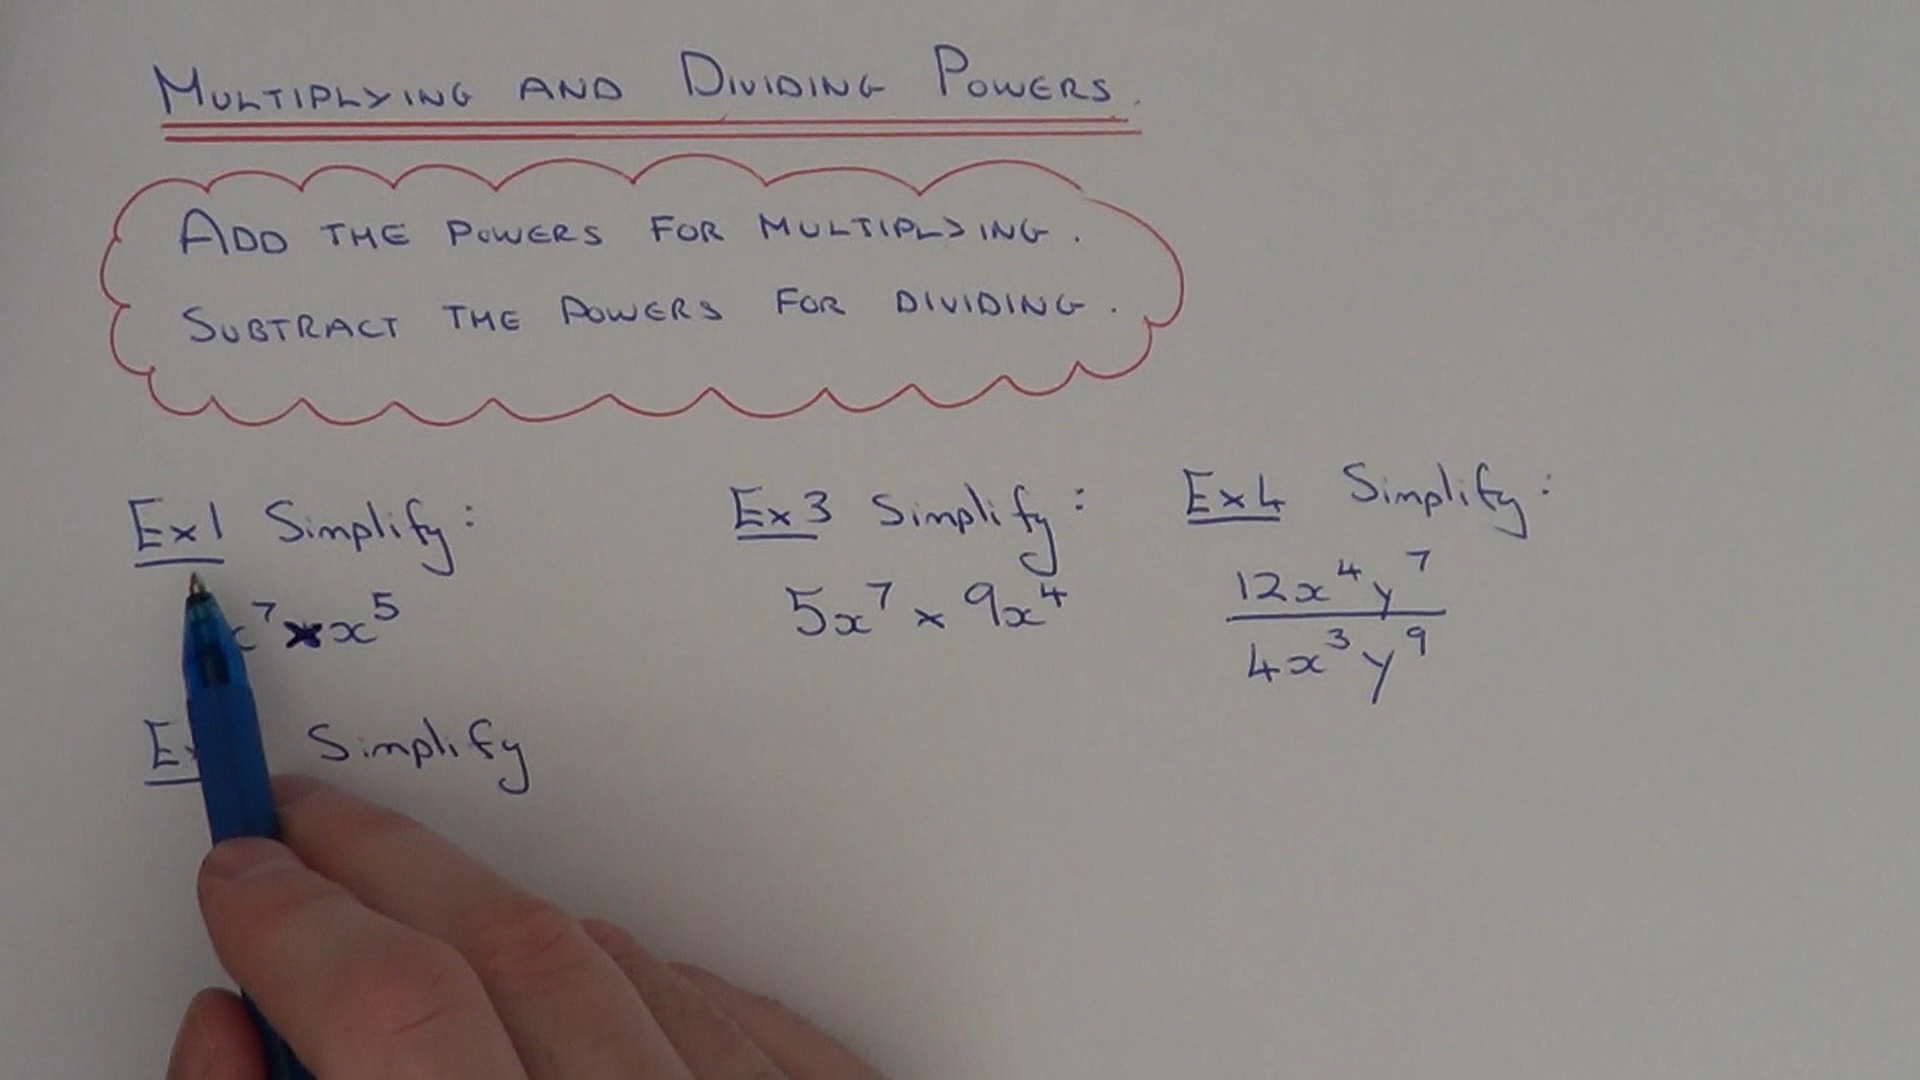 MULTIPLYING AND DIVIDING POWERS.
ADD THE POWERS FOR MULTIPLYING.
SUBTRACT THE POWERS FOR DIVIDING.
Ex1 Simplify:
x⁷ × x⁵
Simplify
Ex3 Simplify:
5x⁷ × 9x⁴
Ex4 Simplify:
12x⁴y⁷
4x³y⁹